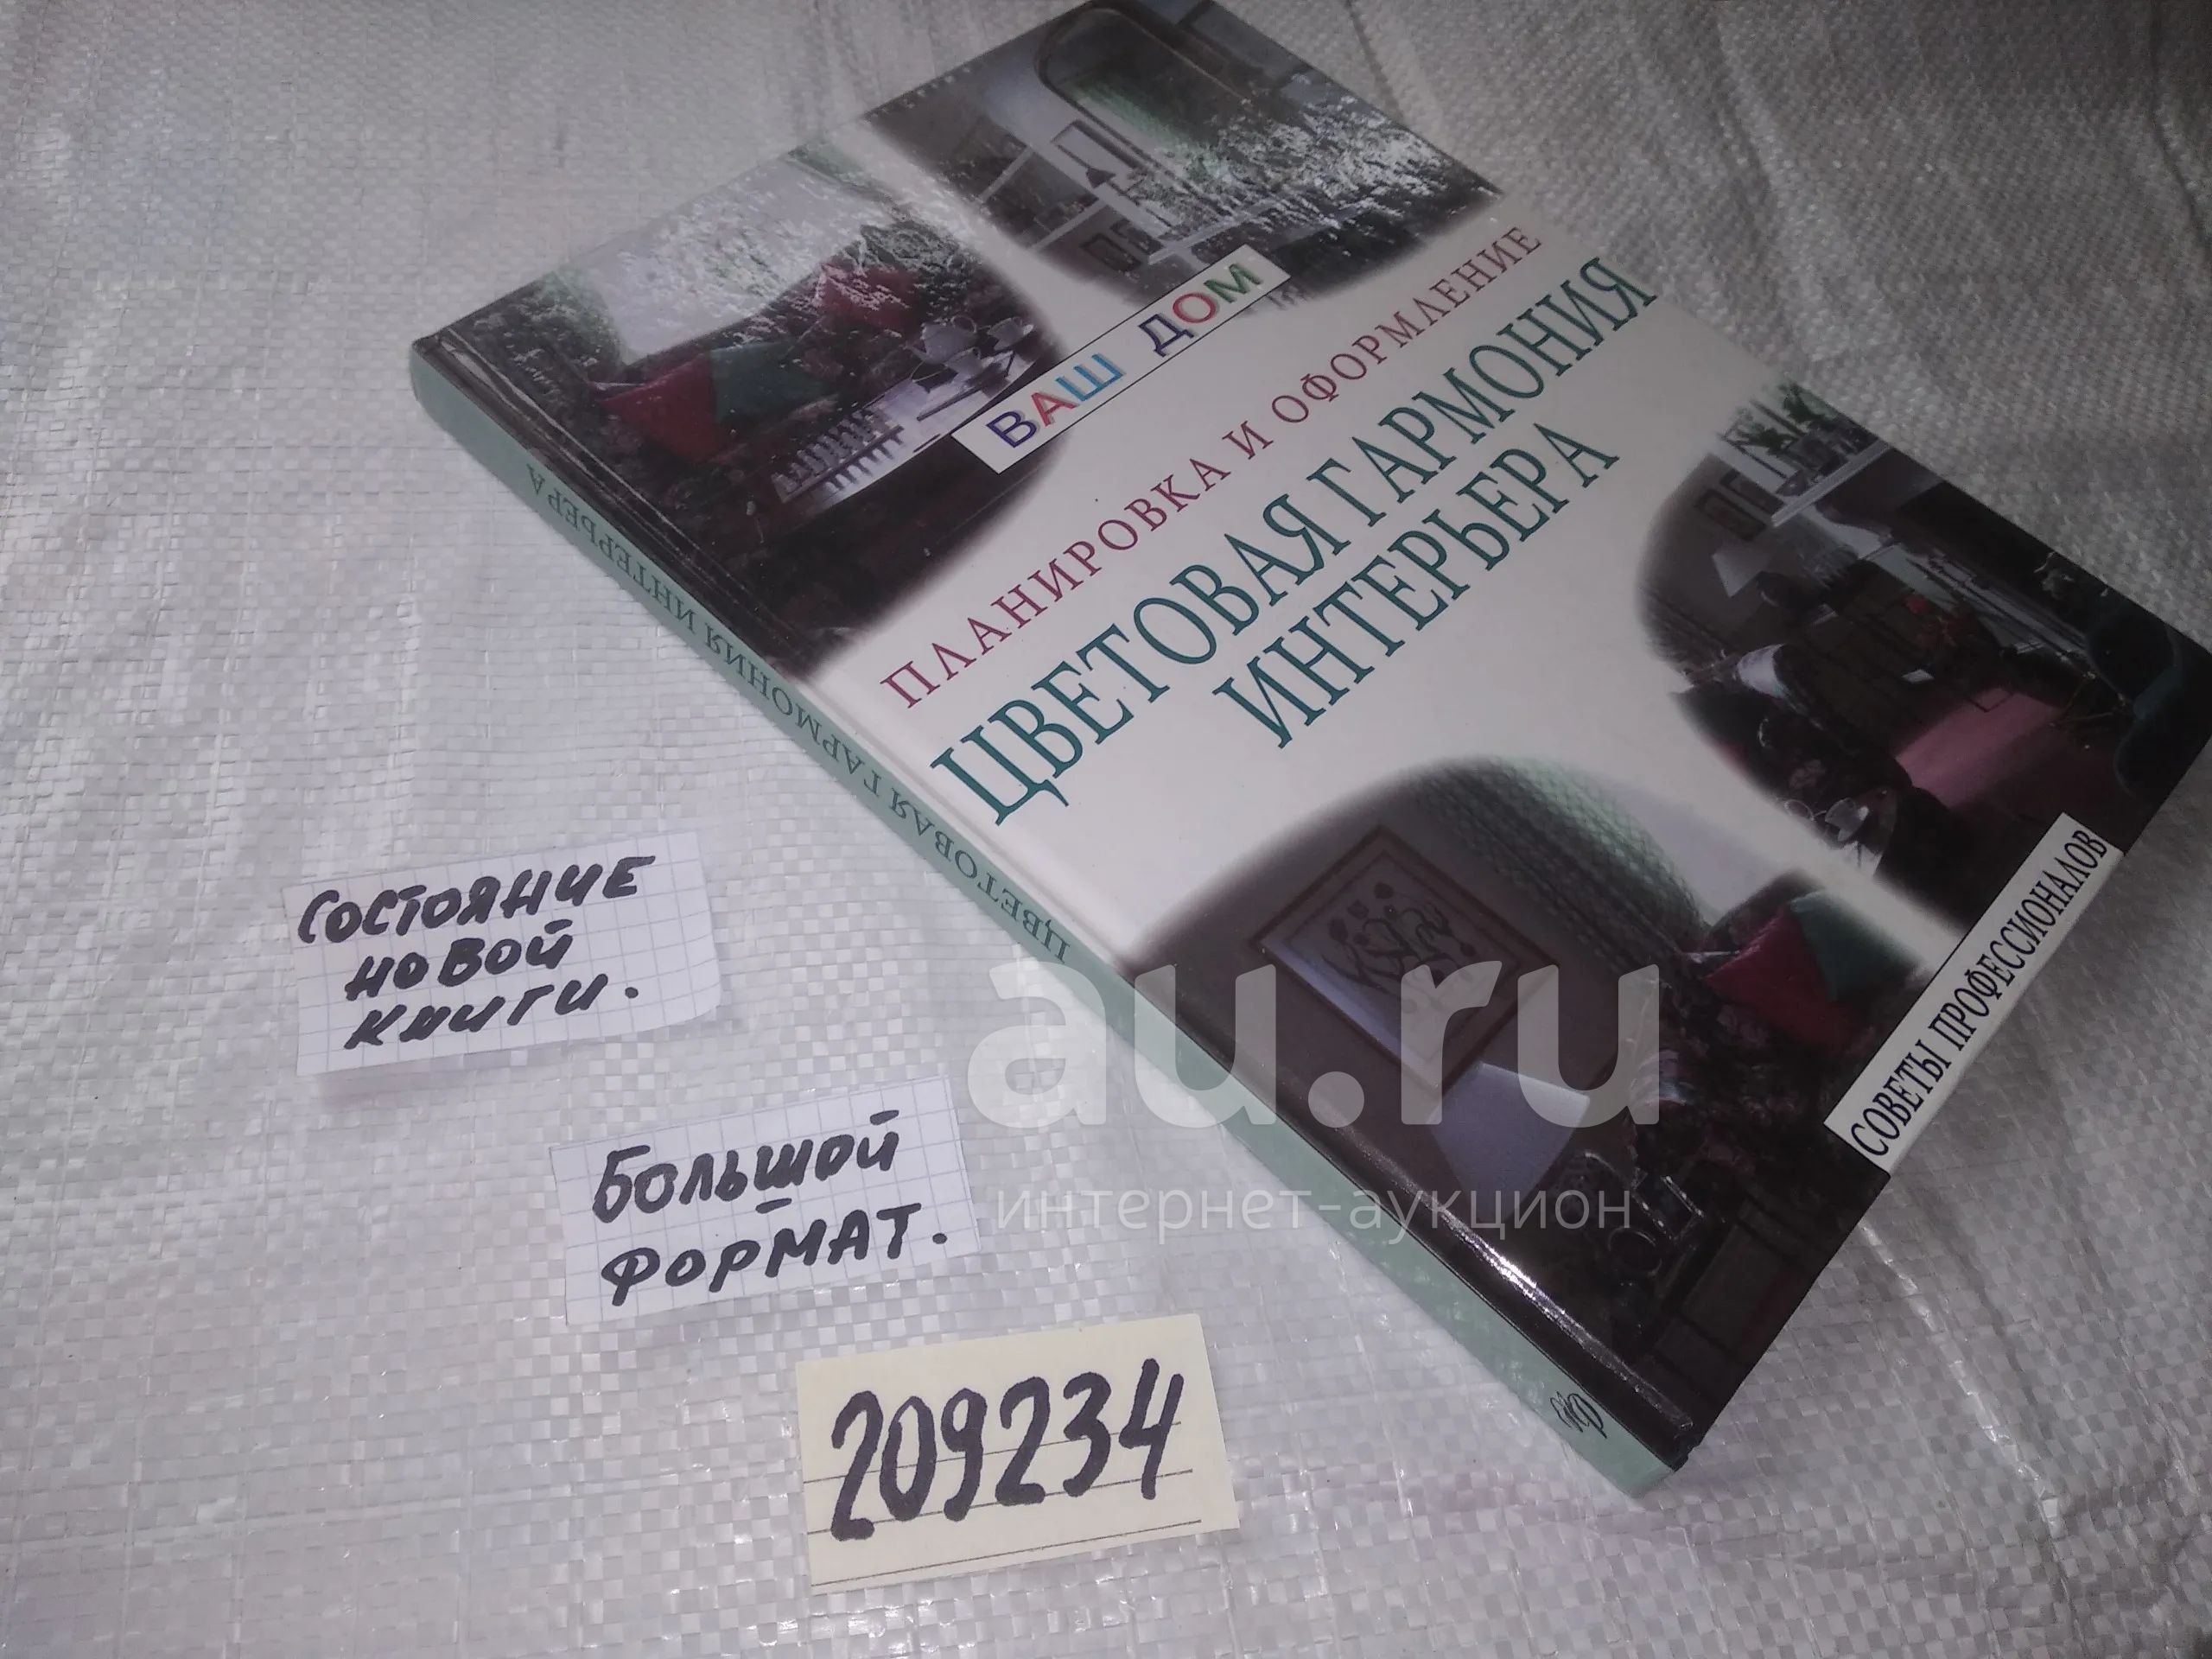 ВАШ ДОМ
ПЛАНИРОВКА И ОФОРМЛЕНИЕ
ЦВЕТОВАЯ ГАРМОНИЯ
ИНТЕРЬЕРА
СОВЕТЫ ПРОФЕССИОНАЛОВ
ЦВЕТОВАЯ ГАРМОНИЯ ИНТЕРЬЕРА
СОСТОЯНИЕ
НОВОЙ
КНИГИ.
БОЛЬШОЙ
ФОРМАТ.
209234
au.ru
интернет-аукцион